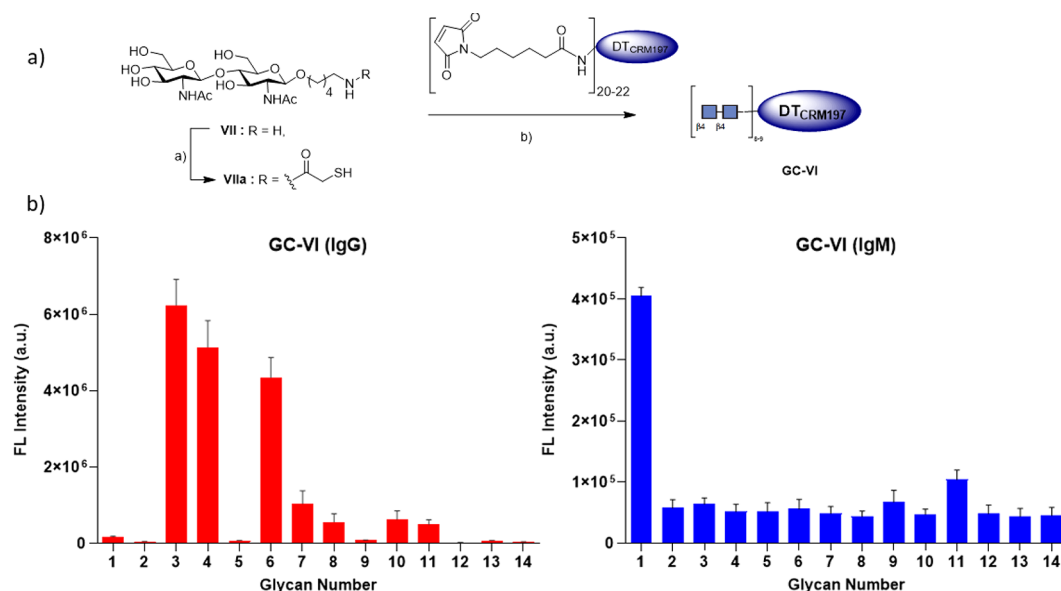 a)
HO
OH
HO
HO
O
NHAc
O
HO
OH
O
NHAc
O
4
N
H
R
VII : R = H,
a)
VIIa : R =
O
SH
O
N
O
O
NH
20-22
DTCRM197
b)
β4
β4
DTCRM197
GC-VI
b)
GC-VI (IgG)
FL Intensity (a.u.)
8×10⁶
6×10⁶
4×10⁶
2×10⁶
0
1 2 3 4 5 6 7 8 9 10 11 12 13 14
Glycan Number
GC-VI (IgM)
FL Intensity (a.u.)
5×10⁵
4×10⁵
3×10⁵
2×10⁵
1×10⁵
0
1 2 3 4 5 6 7 8 9 10 11 12 13 14
Glycan Number